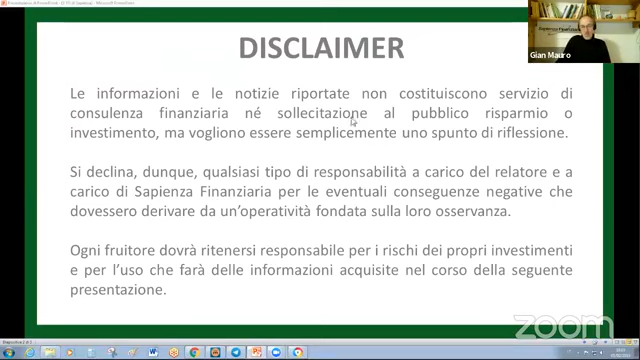 DISCLAIMER
Gian Mauro
Le informazioni e le notizie riportate non costituiscono servizio di
consulenza finanziaria né sollecitazione al pubblico risparmio o
investimento, ma vogliono essere semplicemente uno spunto di riflessione.
Si declina, dunque, qualsiasi tipo di responsabilità a carico del relatore e a
carico di Sapienza Finanziaria per le eventuali conseguenze negative che
dovessero derivare da un'operatività fondata sulla loro osservanza.
Ogni fruitore dovrà ritenersi responsabile per i rischi dei propri investimenti
e per l'uso che farà delle informazioni acquisite nel corso della seguente
presentazione.
zoom